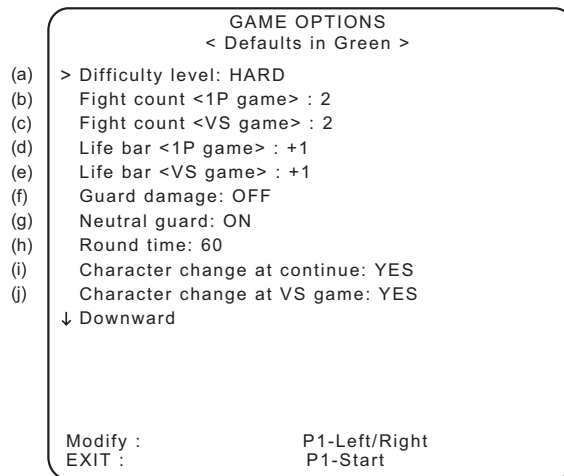 GAME OPTIONS
< Defaults in Green >
(a) > Difficulty level: HARD
(b) Fight count <1P game> : 2
(c) Fight count <VS game> : 2
(d) Life bar <1P game> : +1
(e) Life bar <VS game> : +1
(f) Guard damage: OFF
(g) Neutral guard: ON
(h) Round time: 60
(i) Character change at continue: YES
(j) Character change at VS game: YES
↓ Downward
Modify : P1-Left/Right
EXIT : P1-Start